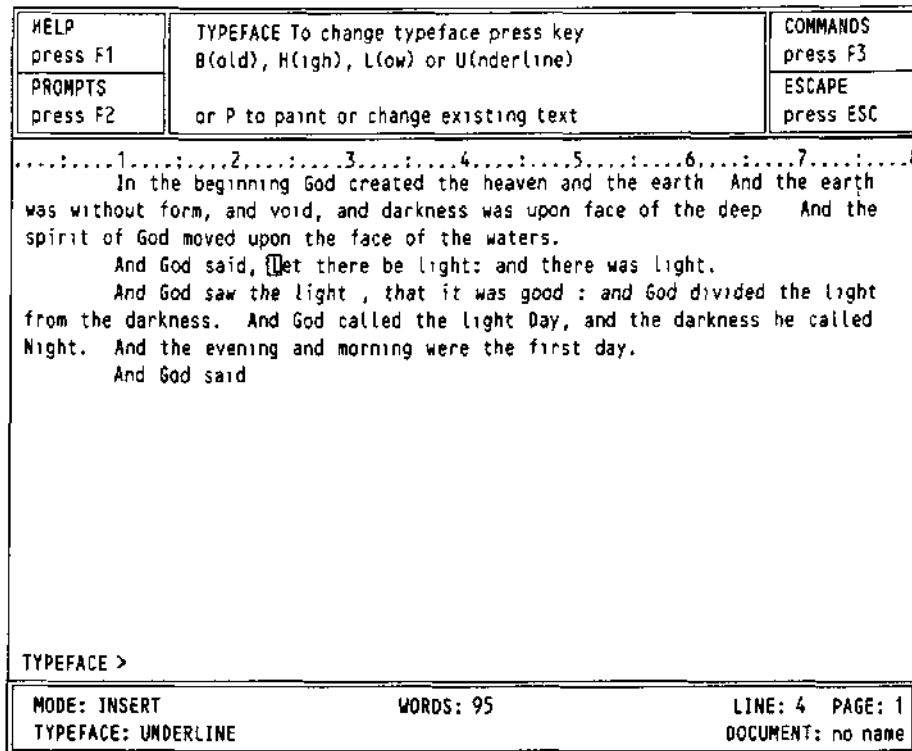 HELP
press F1
PROMPTS
press F2
TYPEFACE To change typeface press key
B(old), H(igh), L(ow) or U(nderline)
or P to paint or change existing text
COMMANDS
press F3
ESCAPE
press ESC
....:....1....:....2....:....3....:....4....:....5....:....6....:....7....:....8
In the beginning God created the heaven and the earth And the earth
was without form, and void, and darkness was upon face of the deep And the
spirit of God moved upon the face of the waters.
And God said, {Let there be light: and there was light.
And God saw the light , that it was good : and God divided the light
from the darkness. And God called the light Day, and the darkness he called
Night. And the evening and morning were the first day.
And God said
TYPEFACE >
MODE: INSERT WORDS: 95 LINE: 4 PAGE: 1
TYPEFACE: UNDERLINE DOCUMENT: no name